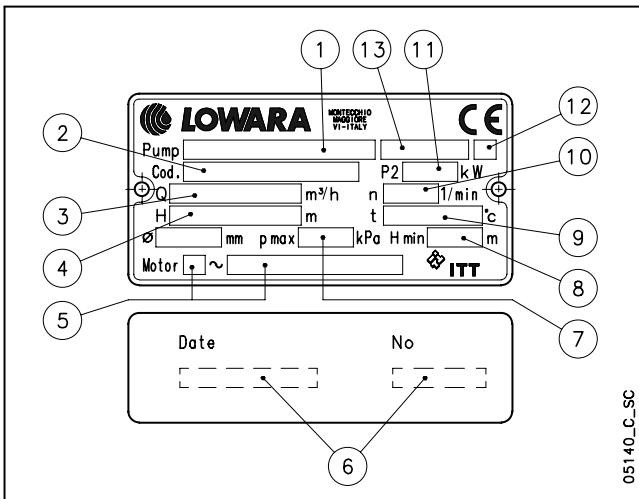 1 13 11
LOWARA MONTECCHIO MAGGIORE VI-ITALY CE 12
2 Pump
Cod. P2 kW 10
3 Q m³/h n 1/min
4 H m t °C 9
ø mm p max kPa H min m
5 Motor ~ ITT 8
7
Date No
6
05140_C_SC